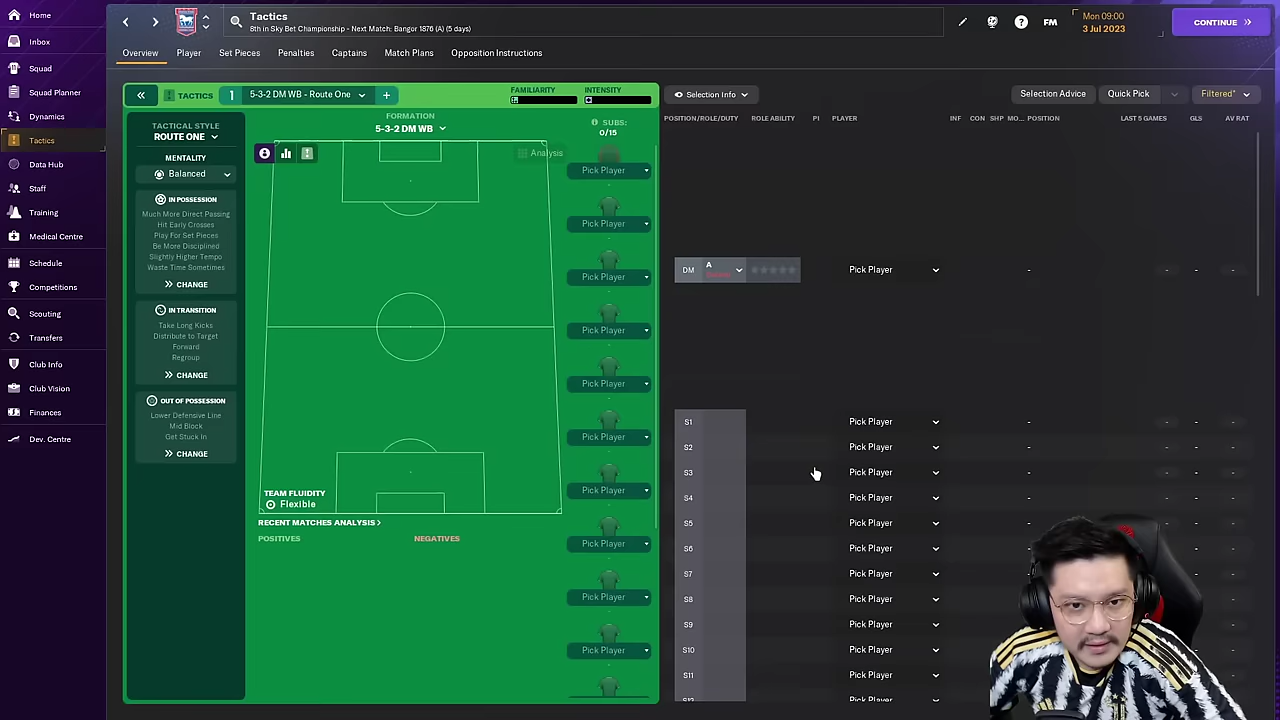 Home
Inbox
Squad
Squad Planner
Dynamics
Tactics
Data Hub
Staff
Training
Medical Centre
Schedule
Competitions
Scouting
Transfers
Club Info
Club Vision
Finances
Dev. Centre
Tactics
8th in Sky Bet Championship - Next Match: Bangor 1876 (A) (5 days)
FM
Mon 09:00
3 Jul 2023
CONTINUE
Overview
Player
Set Pieces
Penalties
Captains
Match Plans
Opposition Instructions
TACTICS
1
5-3-2 DM WB - Route One
+
FAMILIARITY
INTENSITY
TACTICAL STYLE
ROUTE ONE
MENTALITY
Balanced
IN POSSESSION
Much More Direct Passing
Hit Early Crosses
Play For Set Pieces
Be More Disciplined
Slightly Higher Tempo
Waste Time Sometimes
CHANGE
IN TRANSITION
Take Long Kicks
Distribute to Target
Forward
Regroup
CHANGE
OUT OF POSSESSION
Lower Defensive Line
Mid Block
Get Stuck In
CHANGE
FORMATION
5-3-2 DM WB
Analysis
TEAM FLUIDITY
Flexible
RECENT MATCHES ANALYSIS >
POSITIVES
NEGATIVES
SUBS:
0/15
Pick Player
Pick Player
Pick Player
Pick Player
Pick Player
Pick Player
Pick Player
Pick Player
Pick Player
Pick Player
Selection Info
Selection Advice
Quick Pick
Filtered*
POSITION/ROLE/DUTY ROLE ABILITY PI PLAYER INF CON SHP MO... POSITION LAST 5 GAMES GLS AV RAT
DM A Pick Player - - - -
S1 Pick Player - - - -
S2 Pick Player - - - -
S3 Pick Player - - - -
S4 Pick Player - - - -
S5 Pick Player - - - -
S6 Pick Player - - - -
S7 Pick Player - - - -
S8 Pick Player - - - -
S9 Pick Player - - - -
S10 Pick Player
S11 Pick Player
Pick Player